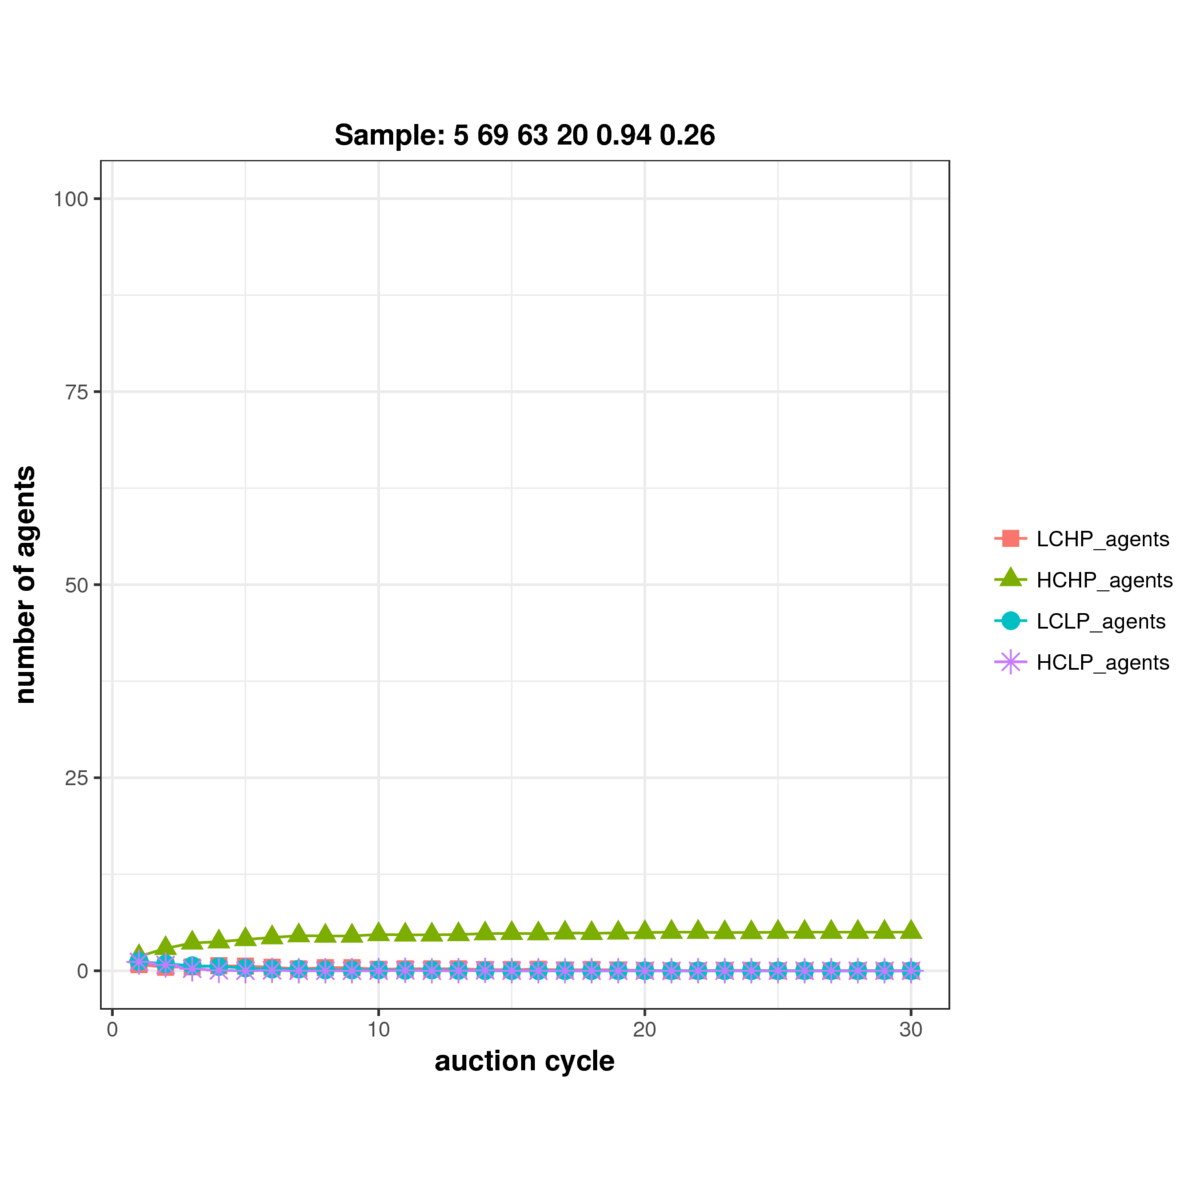 Sample: 5 69 63 20 0.94 0.26
100
75
50
25
0
0 10 20 30
number of agents
auction cycle
LCHP_agents
HCHP_agents
LCLP_agents
HCLP_agents